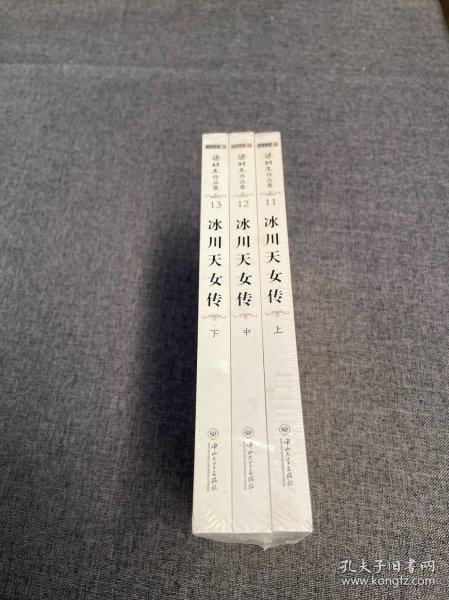 梁羽生作品集
13
冰川天女传
下
中山大学出版社
梁羽生作品集
12
冰川天女传
中
中山大学出版社
梁羽生作品集
11
冰川天女传
上
中山大学出版社
孔夫子旧书网
www.kongfz.com